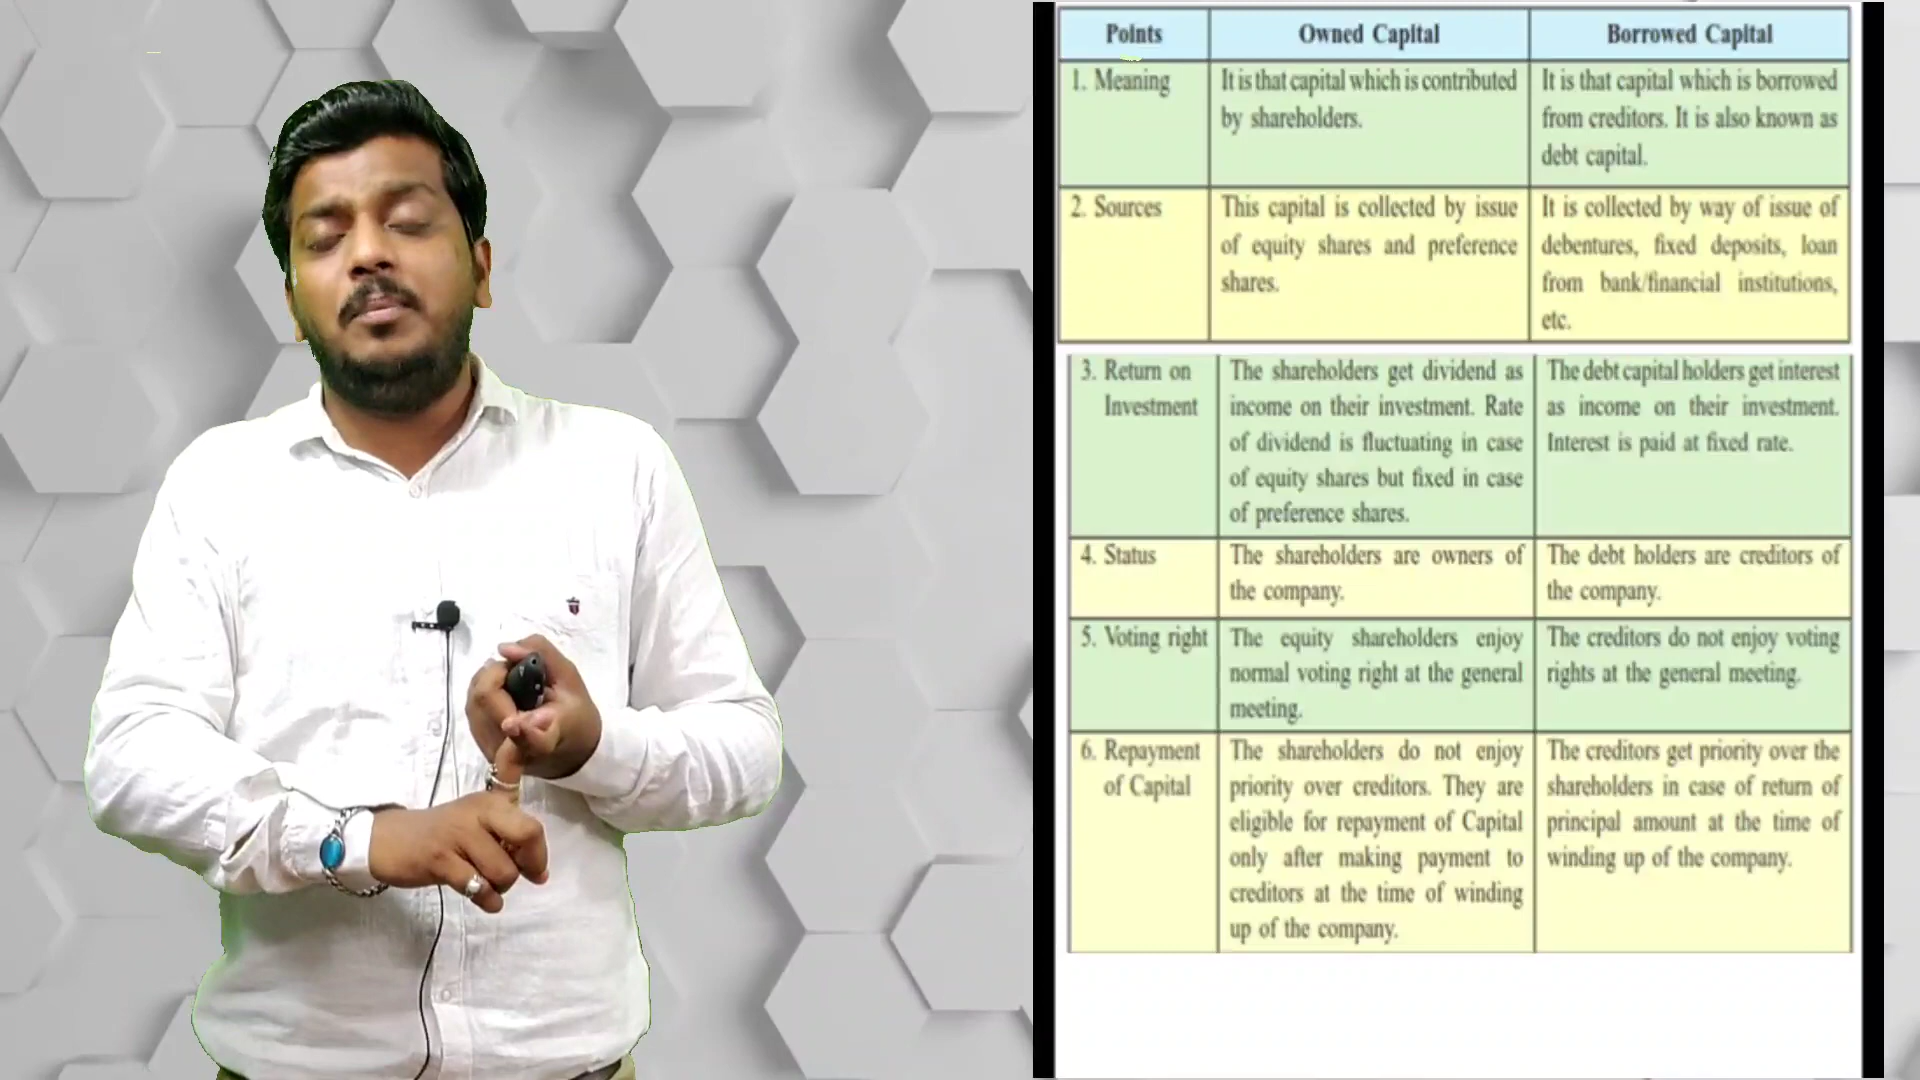 Points
Owned Capital
Borrowed Capital
1. Meaning
It is that capital which is contributed
by shareholders.
It is that capital which is borrowed
from creditors. It is also known as
debt capital.
2. Sources
This capital is collected by issue
of equity shares and preference
shares.
It is collected by way of issue of
debentures, fixed deposits, loan
from bank/financial institutions,
etc.
3. Return on
Investment
The shareholders get dividend as
income on their investment. Rate
of dividend is fluctuating in case
of equity shares but fixed in case
of preference shares.
The debt capital holders get interest
as income on their investment.
Interest is paid at fixed rate.
4. Status
The shareholders are owners of
the company.
The debt holders are creditors of
the company.
5. Voting right
The equity shareholders enjoy
normal voting right at the general
meeting.
The creditors do not enjoy voting
rights at the general meeting.
6. Repayment
of Capital
The shareholders do not enjoy
priority over creditors. They are
eligible for repayment of Capital
only after making payment to
creditors at the time of winding
up of the company.
The creditors get priority over the
shareholders in case of return of
principal amount at the time of
winding up of the company.